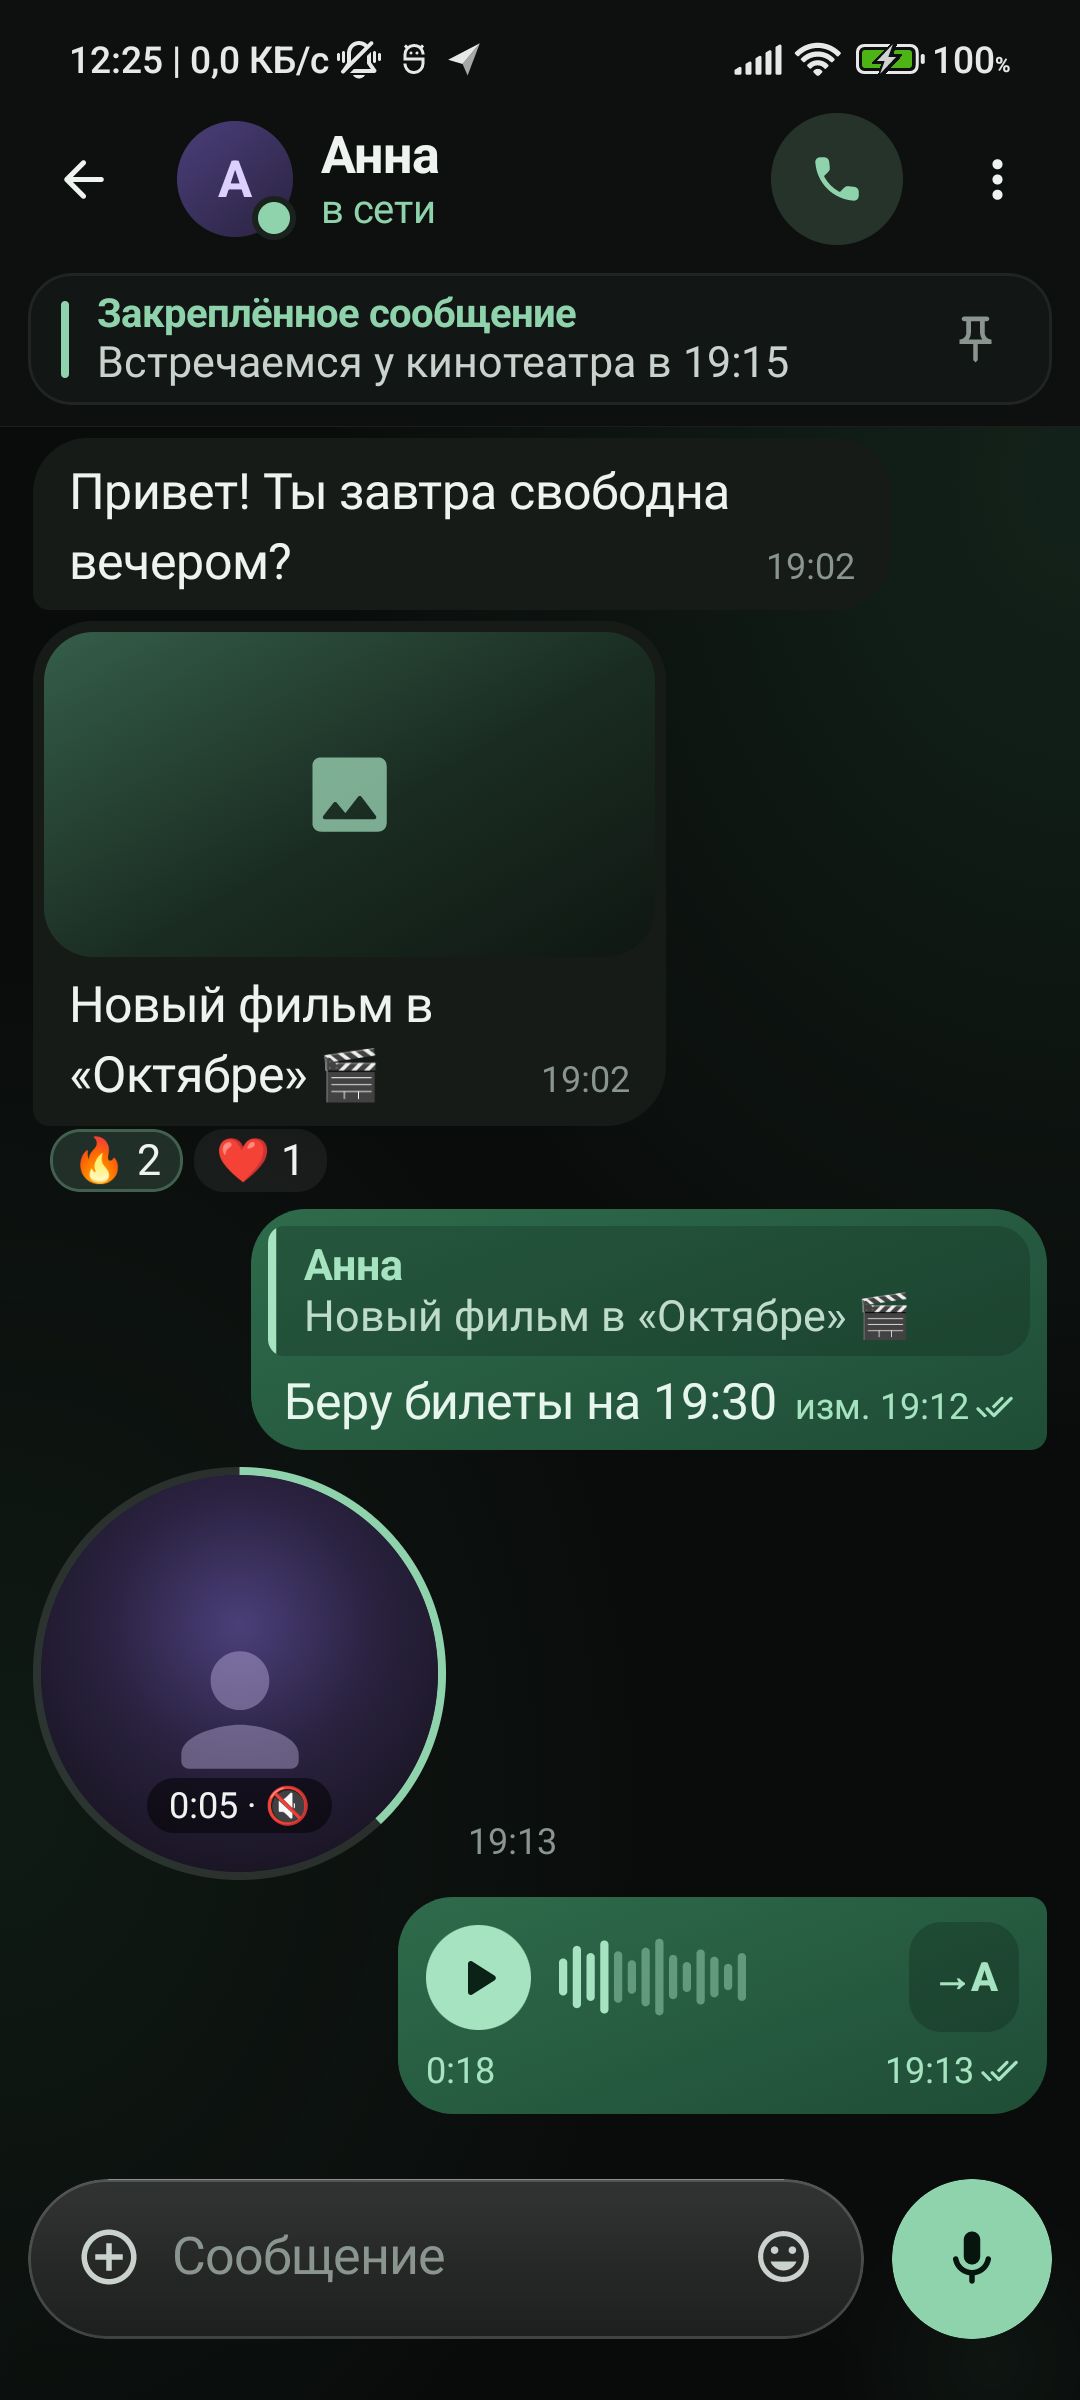 12:25 | 0,0 КБ/с 100%
А
Анна
в сети
Закреплённое сообщение
Встречаемся у кинотеатра в 19:15
Привет! Ты завтра свободна
вечером? 19:02
Новый фильм в
«Октябре» 🎬 19:02
🔥 2 ❤️ 1
Анна
Новый фильм в «Октябре» 🎬
Беру билеты на 19:30 изм. 19:12
0:05 · 🔇
19:13
→A
0:18 19:13
Сообщение